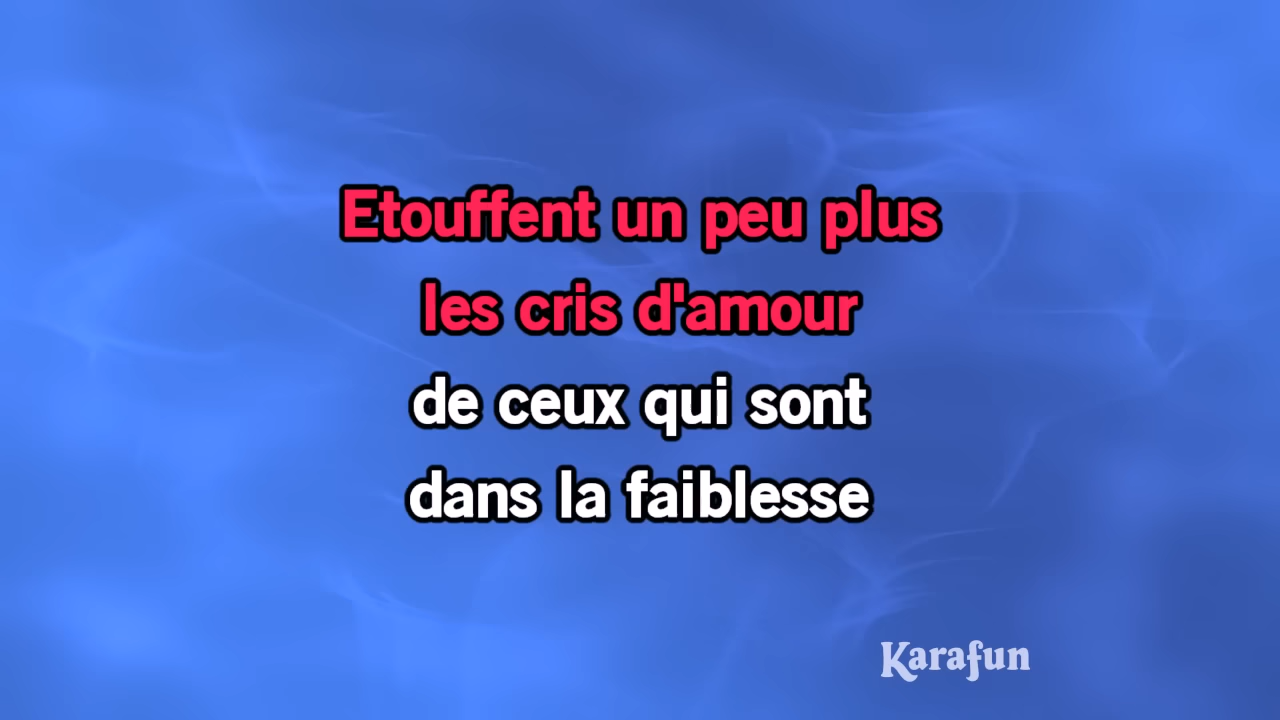 Etouffent un peu plus
les cris d'amour
de ceux qui sont
dans la faiblesse
Karafun